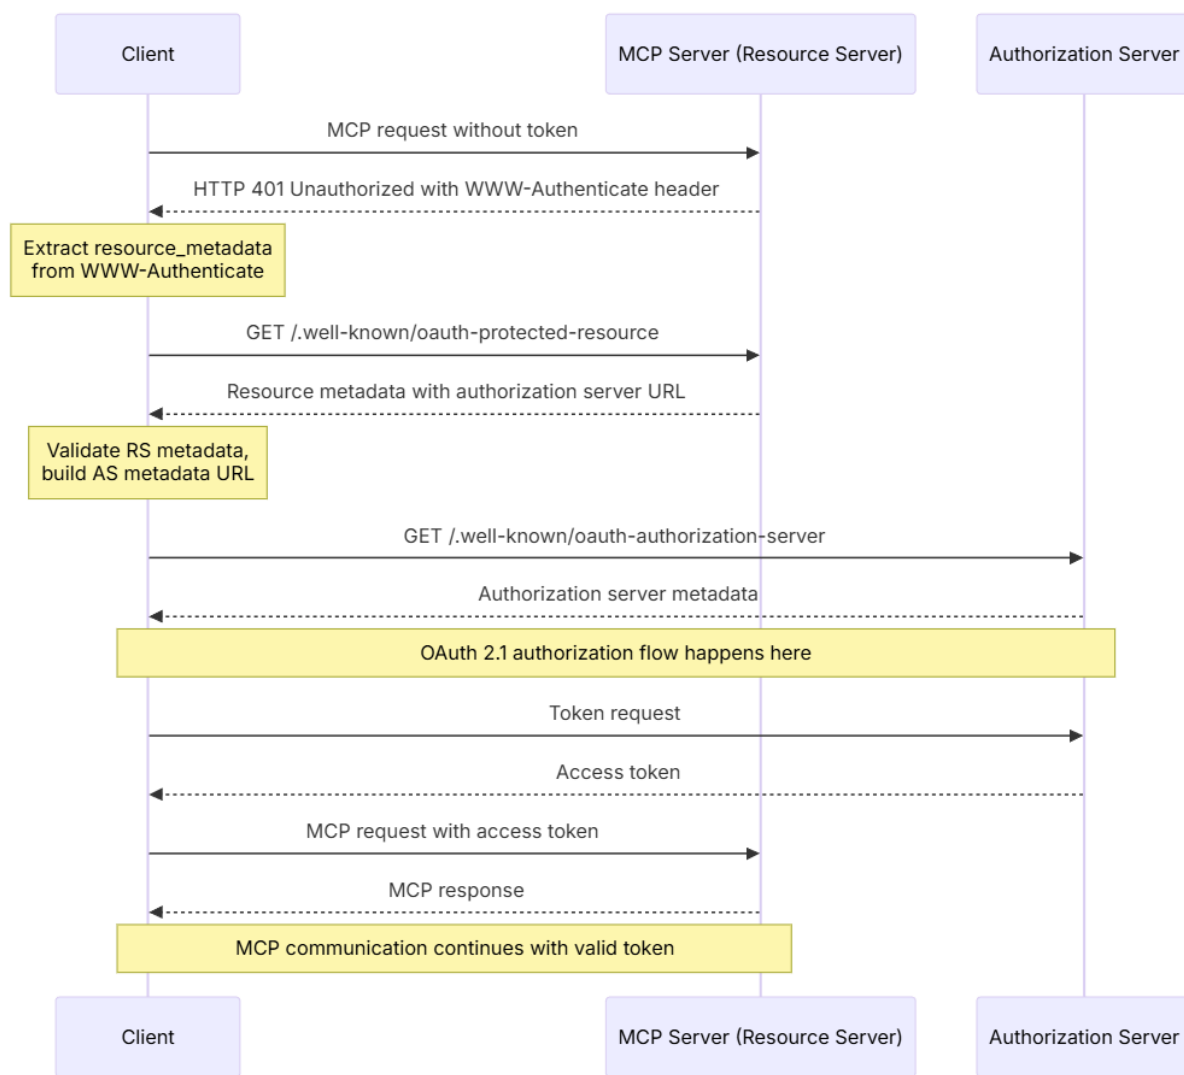 Client
MCP Server (Resource Server)
Authorization Server
MCP request without token
HTTP 401 Unauthorized with WWW-Authenticate header
Extract resource_metadata
from WWW-Authenticate
GET /.well-known/oauth-protected-resource
Resource metadata with authorization server URL
Validate RS metadata,
build AS metadata URL
GET /.well-known/oauth-authorization-server
Authorization server metadata
OAuth 2.1 authorization flow happens here
Token request
Access token
MCP request with access token
MCP response
MCP communication continues with valid token
Client
MCP Server (Resource Server)
Authorization Server